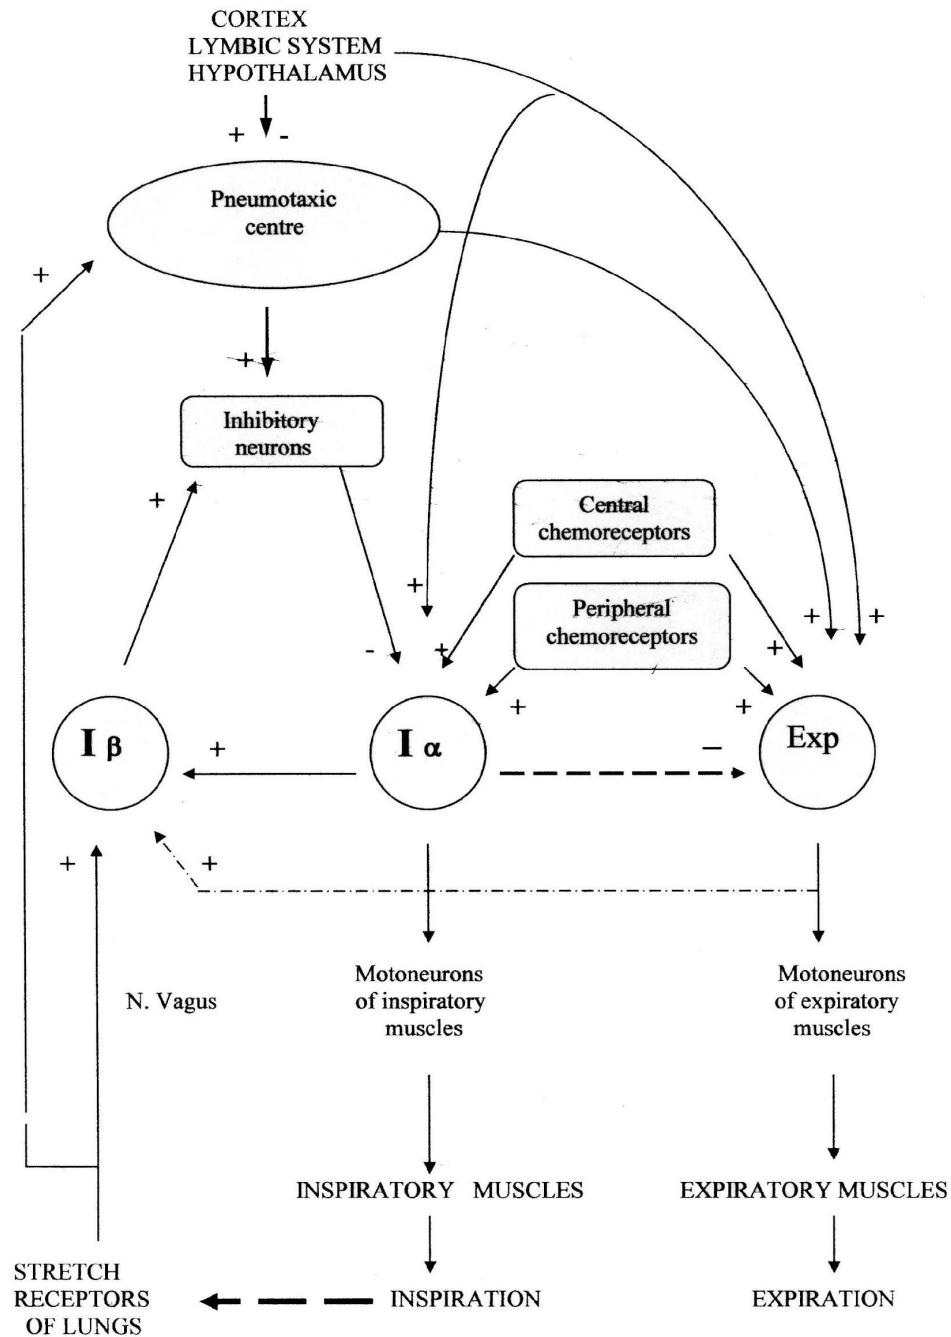 CORTEX
LYMBIC SYSTEM
HYPOTHALAMUS
+ -
Pneumotaxic
centre
+
+
Inhibitory
neurons
+
Central
chemoreceptors
+
Peripheral
chemoreceptors
+ +
- + +
+ +
I β
+
I α
–
Exp
+ +
N. Vagus
Motoneurons
of inspiratory
muscles
Motoneurons
of expiratory
muscles
INSPIRATORY MUSCLES
EXPIRATORY MUSCLES
STRETCH
RECEPTORS
OF LUNGS
INSPIRATION
EXPIRATION